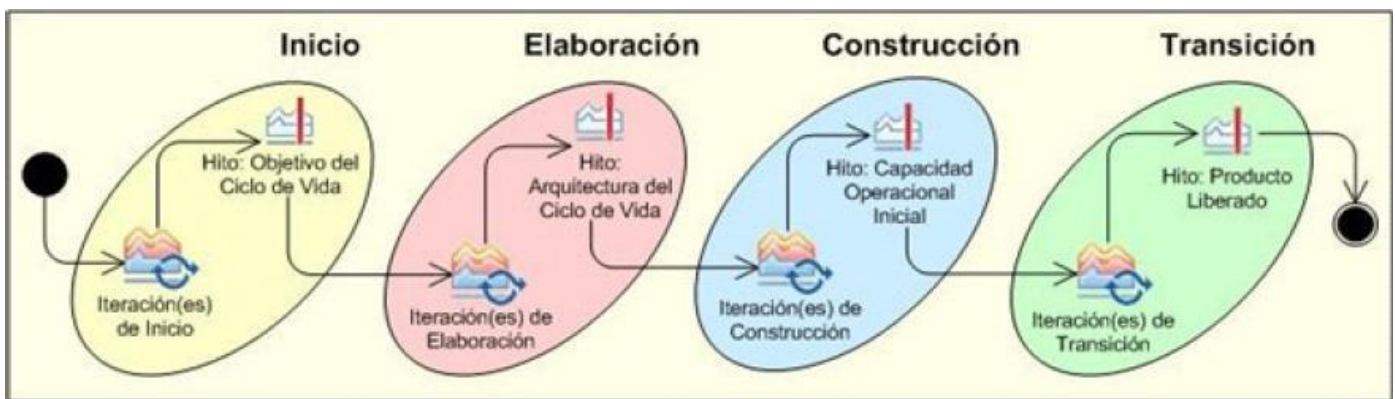 Inicio
Elaboración
Construcción
Transición
Hito: Objetivo del
Ciclo de Vida
Iteración(es)
de Inicio
Hito:
Arquitectura del
Ciclo de Vida
Iteración(es) de
Elaboración
Hito: Capacidad
Operacional
Inicial
Iteración(es) de
Construcción
Hito: Producto
Liberado
Iteración(es) de
Transición